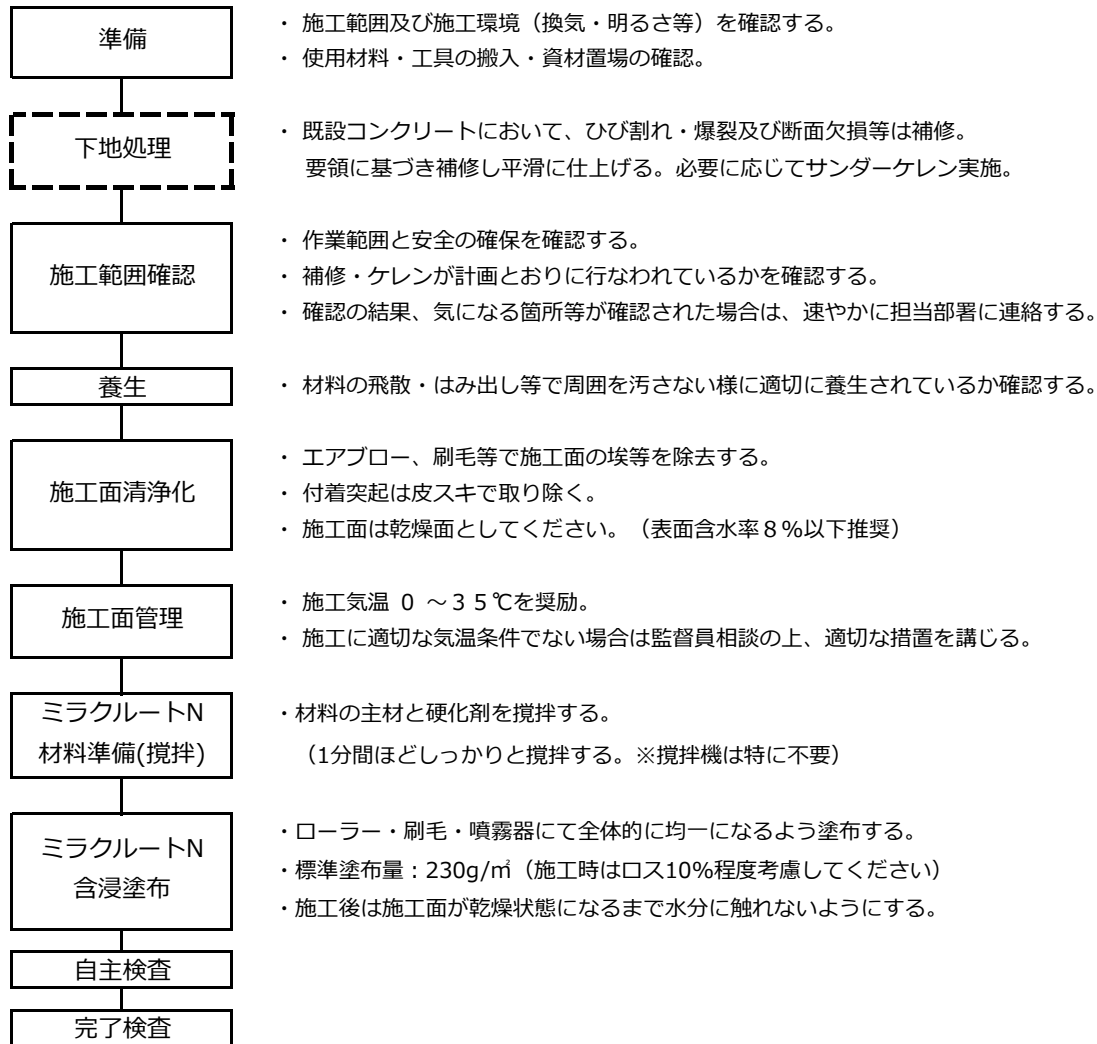 準備
・ 施工範囲及び施工環境（換気・明るさ等）を確認する。
・ 使用材料・工具の搬入・資材置場の確認。
下地処理
・ 既設コンクリートにおいて、ひび割れ・爆裂及び断面欠損等は補修。
要領に基づき補修し平滑に仕上げる。必要に応じてサンダーケレン実施。
施工範囲確認
・ 作業範囲と安全の確保を確認する。
・ 補修・ケレンが計画とおりに行なわれているかを確認する。
・ 確認の結果、気になる箇所等が確認された場合は、速やかに担当部署に連絡する。
養生
・ 材料の飛散・はみ出し等で周囲を汚さない様に適切に養生されているか確認する。
施工面清浄化
・ エアブロー、刷毛等で施工面の埃等を除去する。
・ 付着突起は皮スキで取り除く。
・ 施工面は乾燥面としてください。（表面含水率８%以下推奨）
施工面管理
・ 施工気温 ０ ～３５℃を奨励。
・ 施工に適切な気温条件でない場合は監督員相談の上、適切な措置を講じる。
ミラクルートN
材料準備(撹拌)
・材料の主材と硬化剤を撹拌する。
（1分間ほどしっかりと撹拌する。※撹拌機は特に不要）
ミラクルートN
含浸塗布
・ローラー・刷毛・噴霧器にて全体的に均一になるよう塗布する。
・標準塗布量：230g/㎡（施工時はロス10%程度考慮してください）
・施工後は施工面が乾燥状態になるまで水分に触れないようにする。
自主検査
完了検査